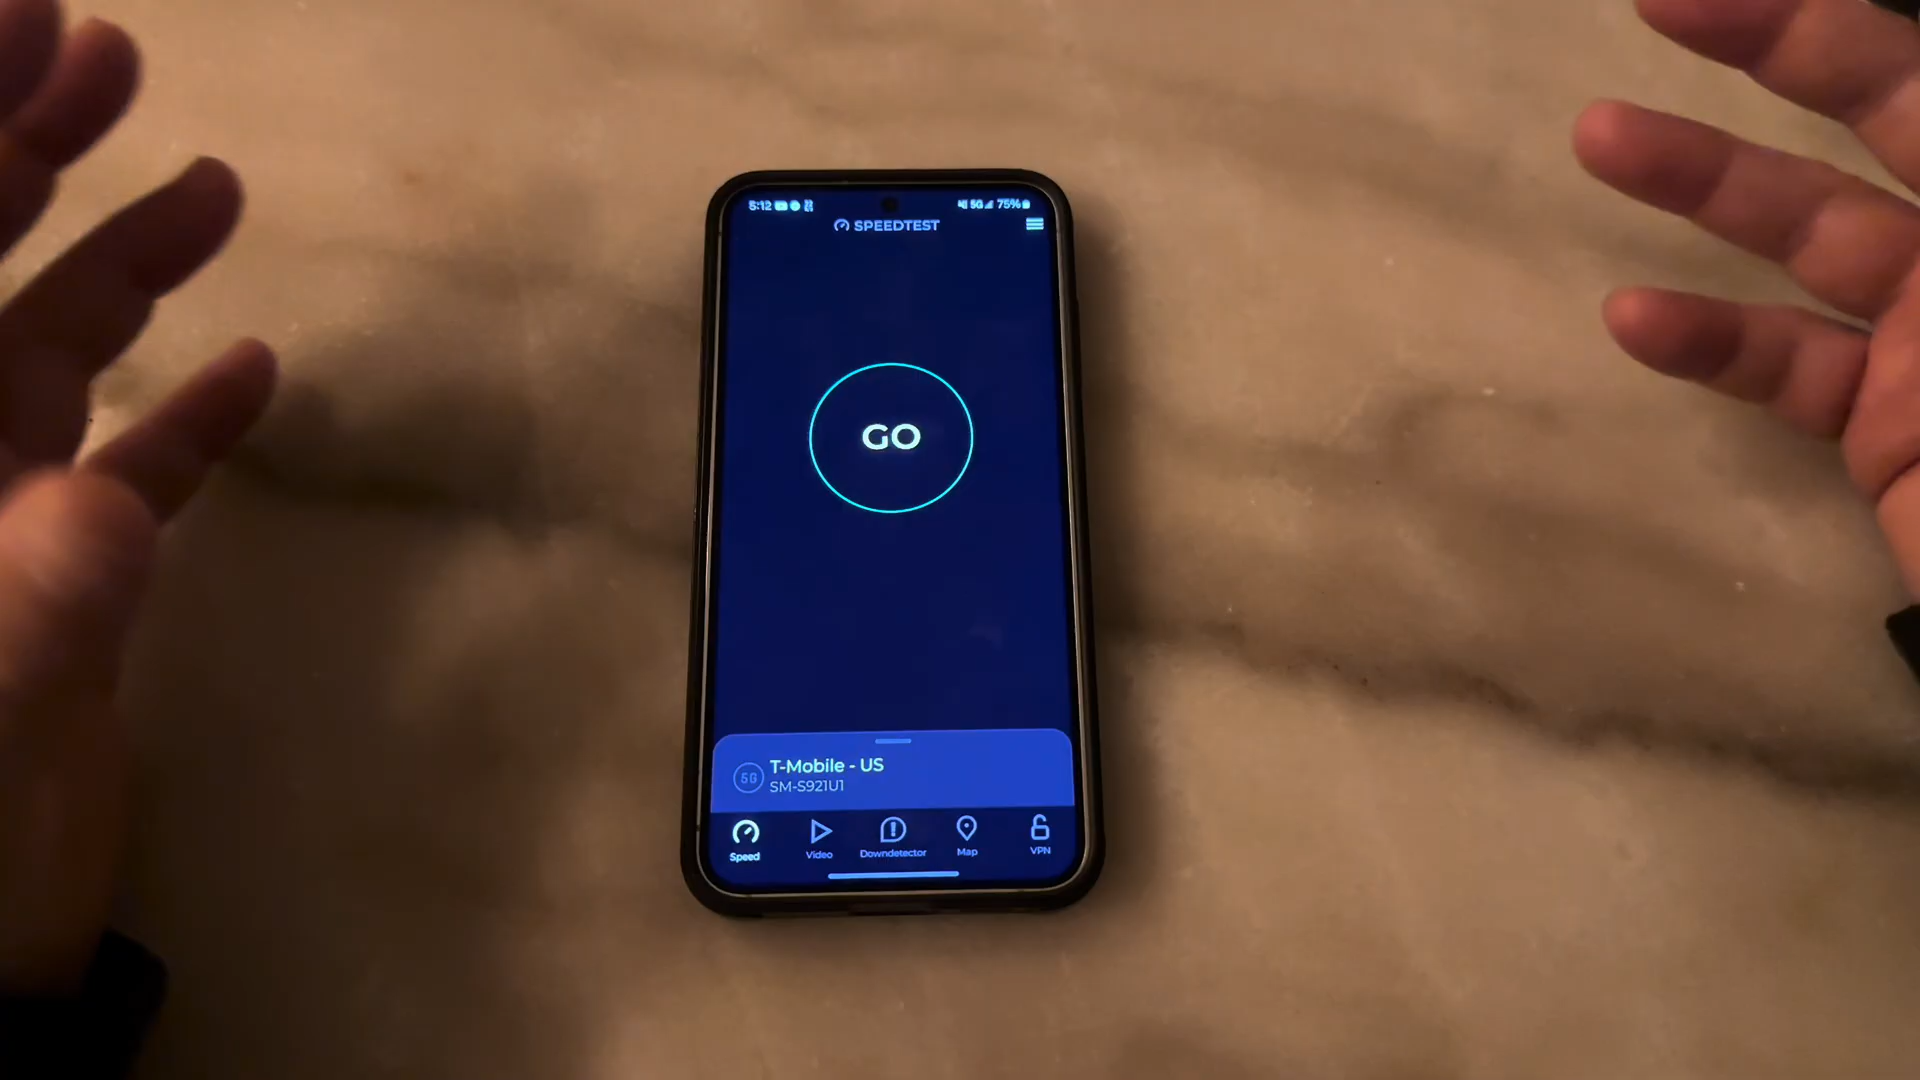 5:12
5G 75%
SPEEDTEST
GO
5G
T-Mobile - US
SM-S921U1
Speed
Video
Downdetector
Map
VPN